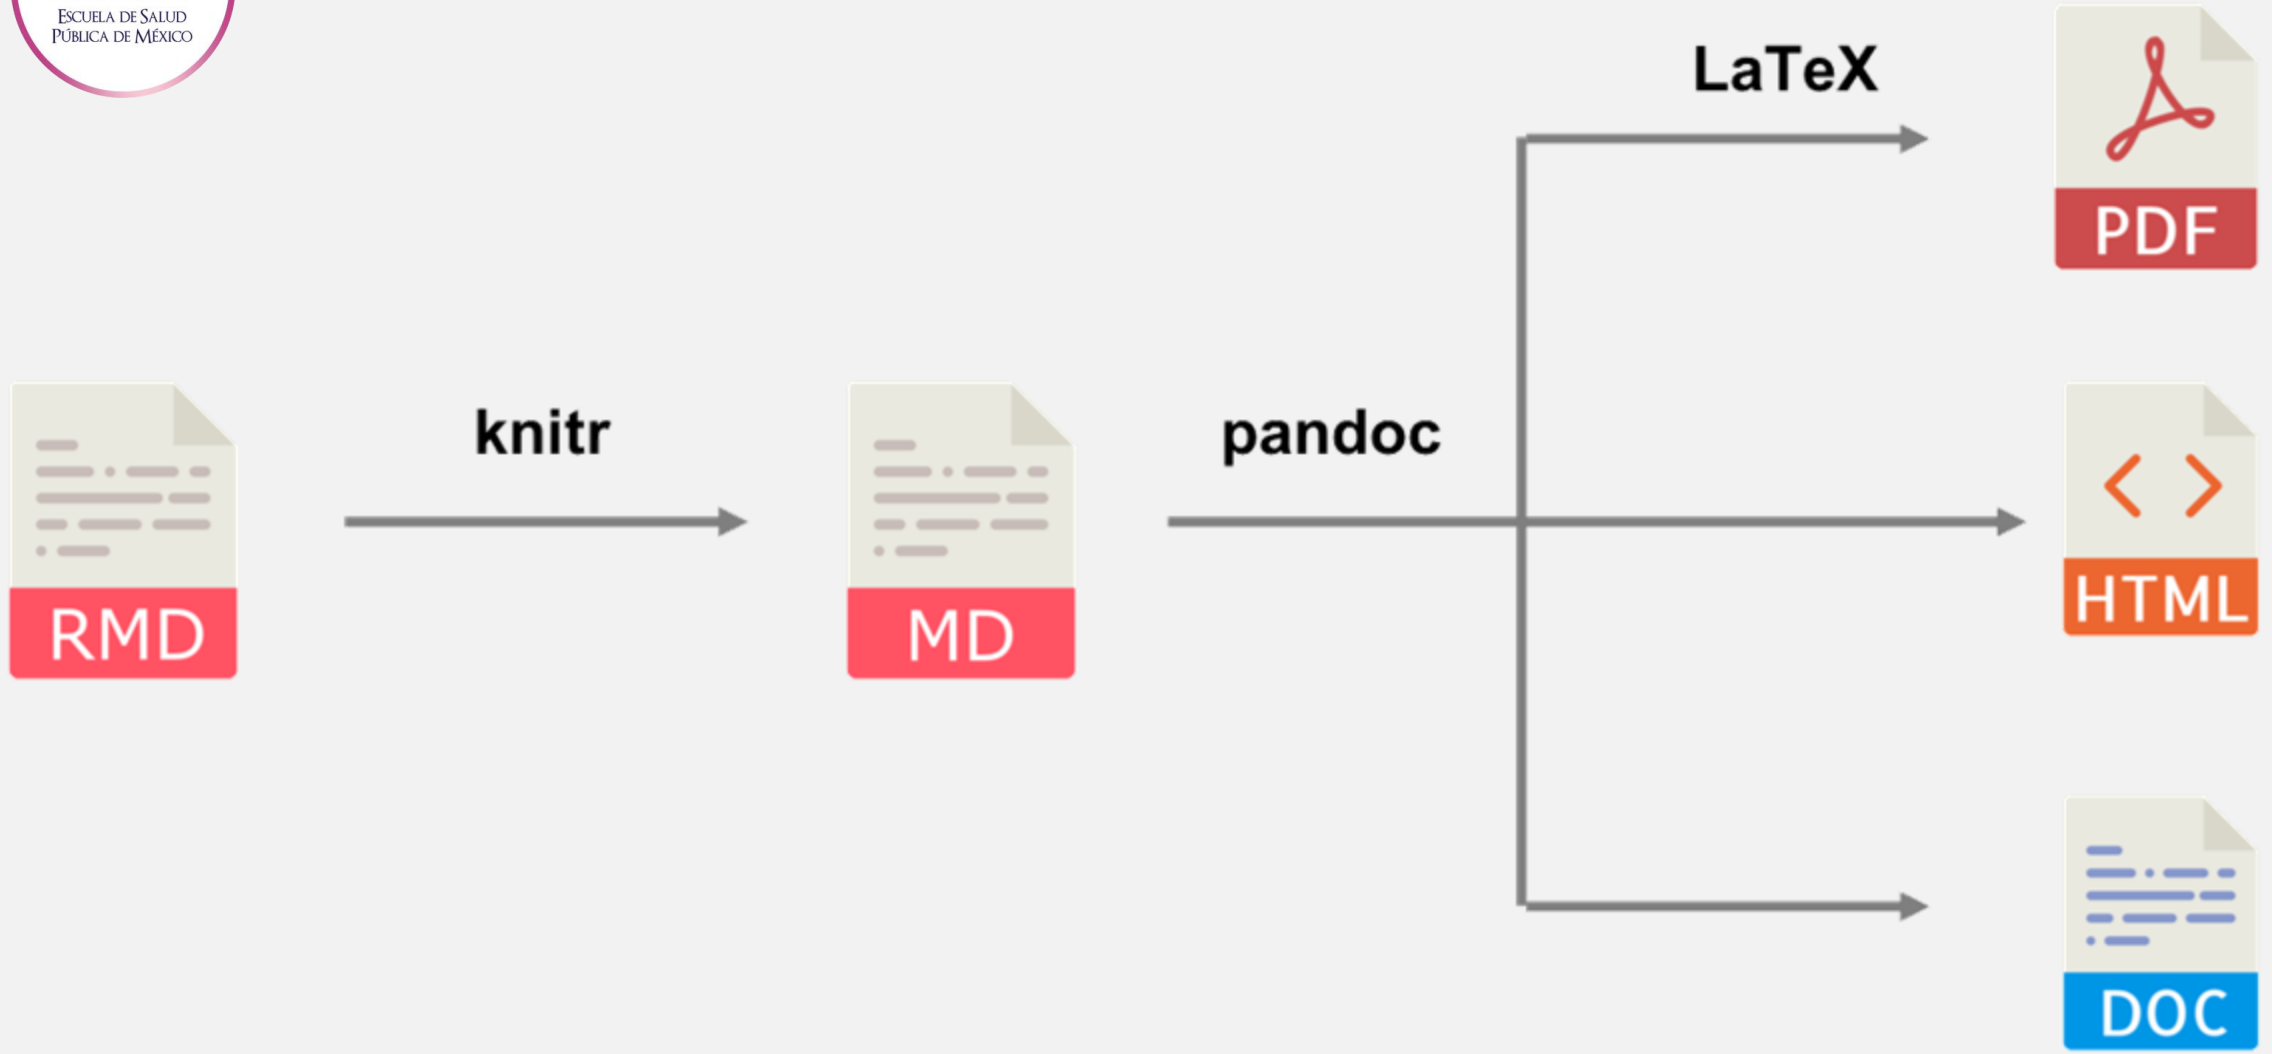 Escuela de Salud
Pública de México
LaTeX
PDF
knitr
pandoc
RMD
MD
HTML
DOC